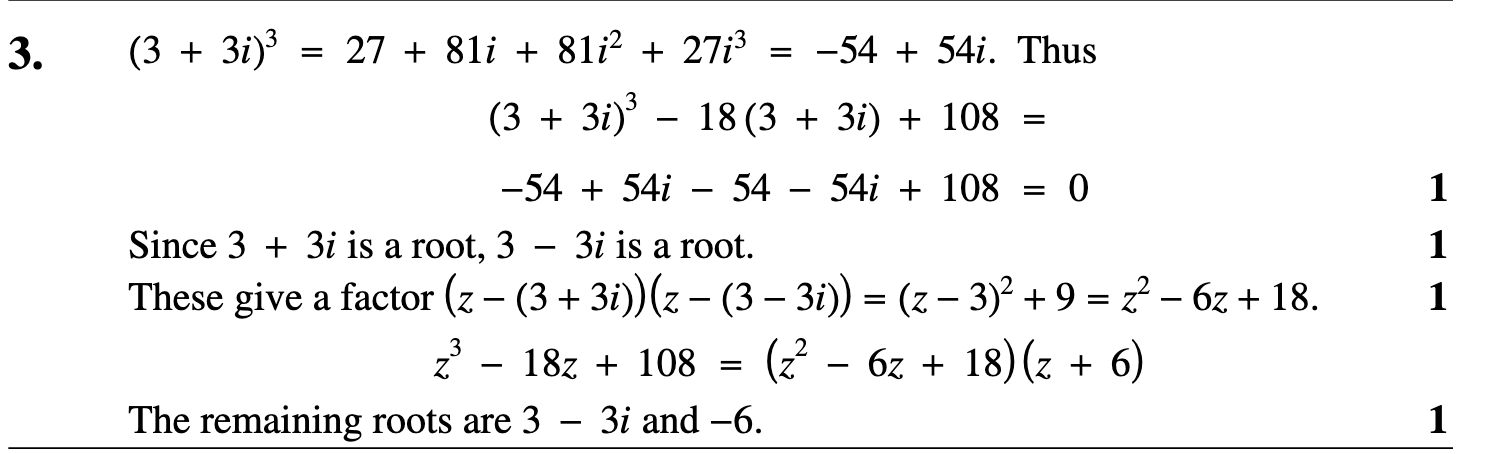 3. (3 + 3i)³ = 27 + 81i + 81i² + 27i³ = −54 + 54i. Thus
(3 + 3i)³ − 18(3 + 3i) + 108 =
−54 + 54i − 54 − 54i + 108 = 0 1
Since 3 + 3i is a root, 3 − 3i is a root. 1
These give a factor (z − (3 + 3i))(z − (3 − 3i)) = (z − 3)² + 9 = z² − 6z + 18. 1
z³ − 18z + 108 = (z² − 6z + 18)(z + 6)
The remaining roots are 3 − 3i and −6. 1